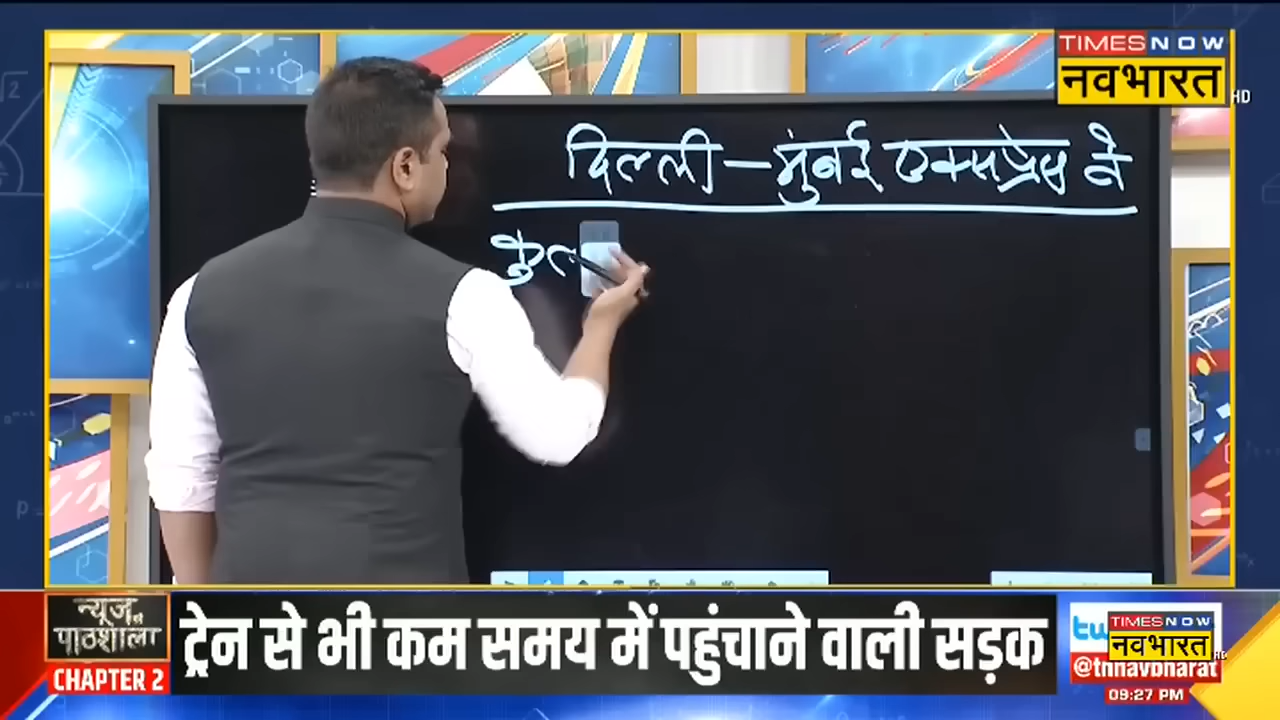 TIMES NOW
नवभारत
HD
दिल्ली – मुंबई एक्सप्रेस वे
कुल
न्यूज़ की
पाठशाला
CHAPTER 2
ट्रेन से भी कम समय में पहुंचाने वाली सड़क
TIMES NOW
नवभारत
@tnnavbharat
09:27 PM